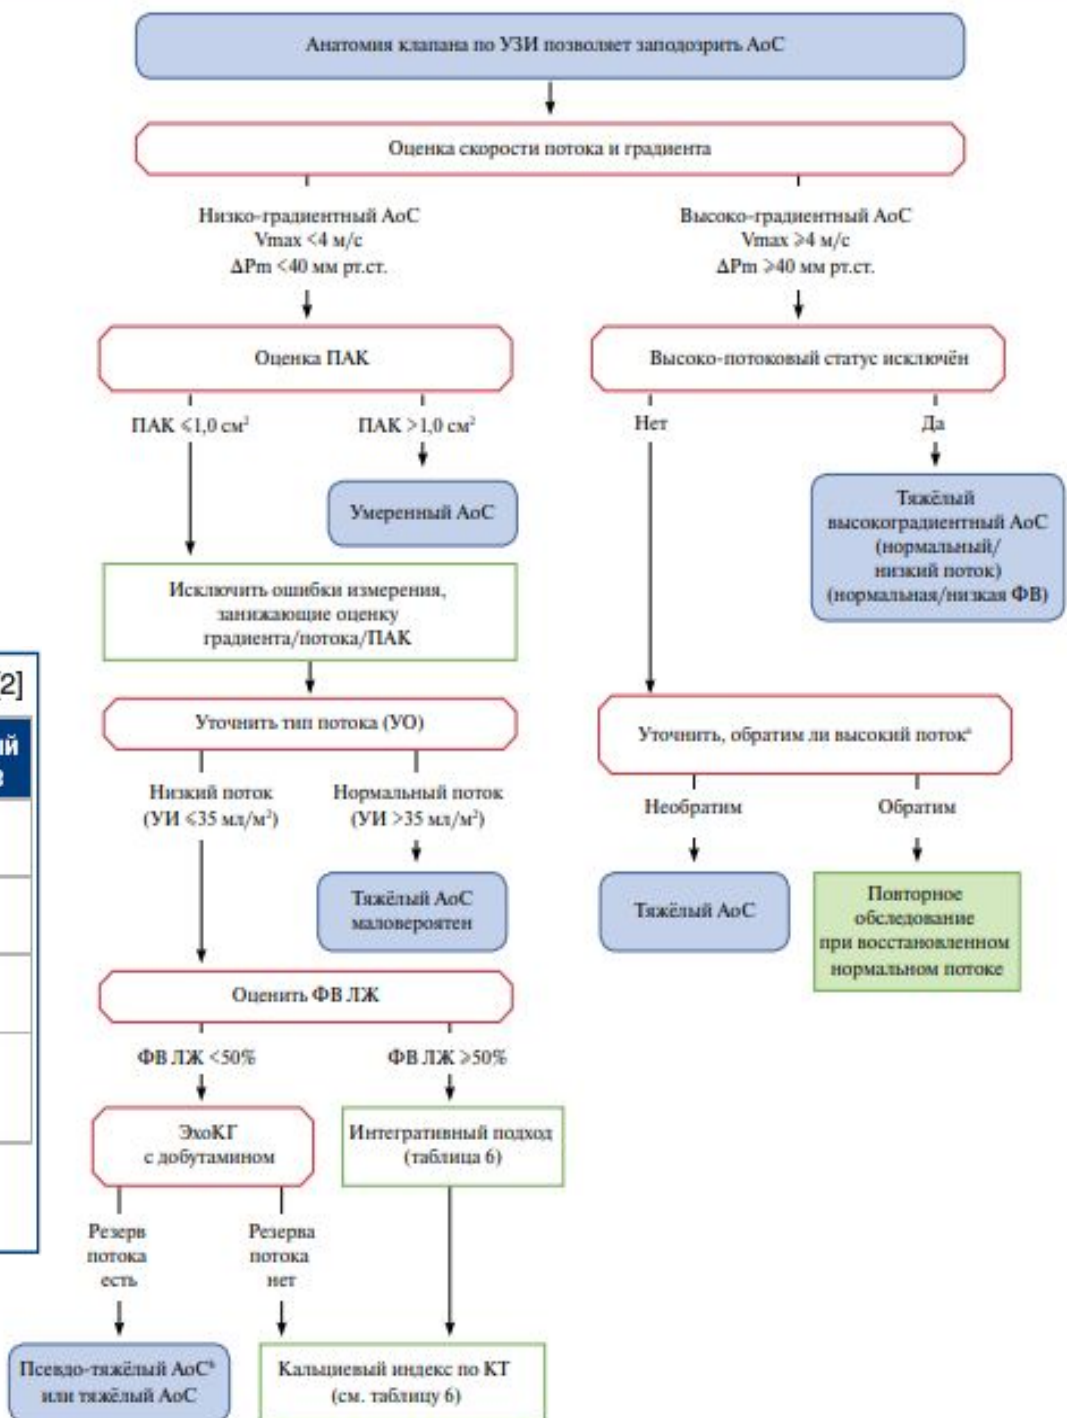 Анатомия клапана по УЗИ позволяет заподозрить АоС
Оценка скорости потока и градиента
Низко-градиентный АоС
Vmax <4 м/с
ΔPm <40 мм рт.ст.
Высоко-градиентный АоС
Vmax ⩾4 м/с
ΔPm ⩾40 мм рт.ст.
Оценка ПАК
Высоко-потоковый статус исключён
ПАК ⩽1,0 см²
ПАК >1,0 см²
Нет
Да
Умеренный АоС
Тяжёлый
высокоградиентный АоС
(нормальный/
низкий поток)
(нормальная/низкая ФВ)
Исключить ошибки измерения,
занижающие оценку
градиента/потока/ПАК
2]
Уточнить тип потока (УО)
Уточнить, обратим ли высокий потокᵃ
Низкий поток
(УИ ⩽35 мл/м²)
Нормальный поток
(УИ >35 мл/м²)
Необратим
Обратим
Тяжёлый АоС
маловероятен
Тяжёлый АоС
Повторное
обследование
при восстановленном
нормальном потоке
Оценить ФВ ЛЖ
ФВ ЛЖ <50%
ФВ ЛЖ ⩾50%
ЭхоКГ
с добутамином
Интегративный подход
(таблица 6)
Резерв
потока
есть
Резерва
потока
нет
Псевдо-тяжёлый АоСᵇ
или тяжёлый АоС
Кальциевый индекс по КТ
(см. таблицу 6)